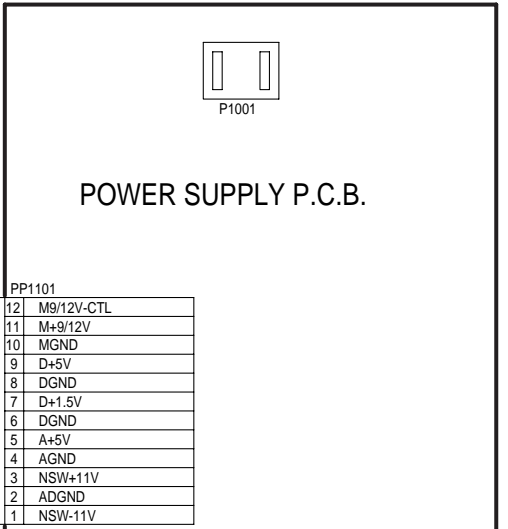 P1001
POWER SUPPLY P.C.B.
PP1101
12 M9/12V-CTL
11 M+9/12V
10 MGND
9 D+5V
8 DGND
7 D+1.5V
6 DGND
5 A+5V
4 AGND
3 NSW+11V
2 ADGND
1 NSW-11V